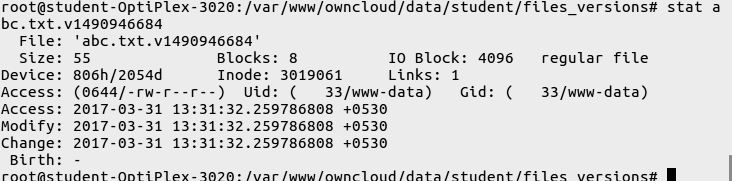 root@student-OptiPlex-3020:/var/www/owncloud/data/student/files_versions# stat a
bc.txt.v1490946684
  File: 'abc.txt.v1490946684'
  Size: 55              Blocks: 8          IO Block: 4096   regular file
Device: 806h/2054d      Inode: 3019061     Links: 1
Access: (0644/-rw-r--r--)  Uid: (   33/www-data)   Gid: (   33/www-data)
Access: 2017-03-31 13:31:32.259786808 +0530
Modify: 2017-03-31 13:31:32.259786808 +0530
Change: 2017-03-31 13:31:32.259786808 +0530
 Birth: -
root@student-OptiPlex-3020:/var/www/owncloud/data/student/files_versions#